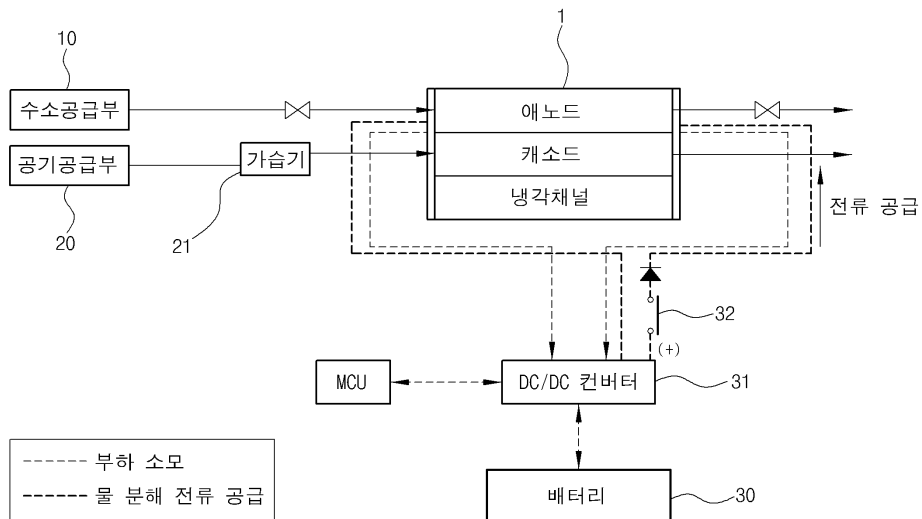 1
10
수소공급부
애노드
공기공급부
가습기
캐소드
냉각채널
20
21
전류 공급
32
(+)
MCU
DC/DC 컨버터
31
부하 소모
물 분해 전류 공급
배터리
30